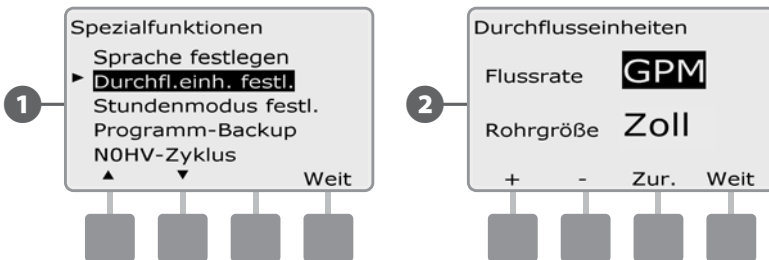 1
Spezialfunktionen
Sprache festlegen
► Durchfl.einh. festl.
Stundenmodus festl.
Programm-Backup
N0HV-Zyklus
▲ ▼ Weit
2
Durchflusseinheiten
Flussrate GPM
Rohrgröße Zoll
+ - Zur. Weit